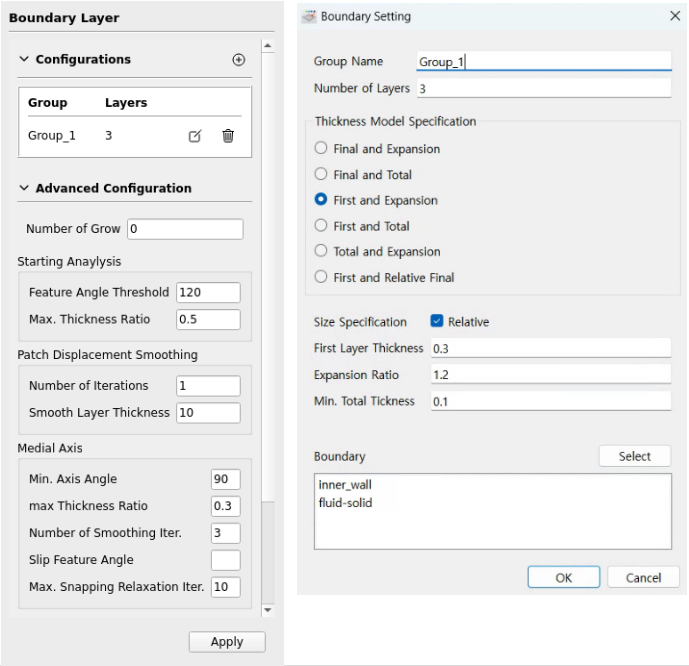 Boundary Layer
Configurations
Group Layers
Group_1 3
Advanced Configuration
Number of Grow 0
Starting Anaylysis
Feature Angle Threshold 120
Max. Thickness Ratio 0.5
Patch Displacement Smoothing
Number of Iterations 1
Smooth Layer Thickness 10
Medial Axis
Min. Axis Angle 90
max Thickness Ratio 0.3
Number of Smoothing Iter. 3
Slip Feature Angle
Max. Snapping Relaxation Iter. 10
Apply
Boundary Setting
Group Name Group_1
Number of Layers 3
Thickness Model Specification
Final and Expansion
Final and Total
First and Expansion
First and Total
Total and Expansion
First and Relative Final
Size Specification Relative
First Layer Thickness 0.3
Expansion Ratio 1.2
Min. Total Tickness 0.1
Boundary Select
inner_wall
fluid-solid
OK Cancel